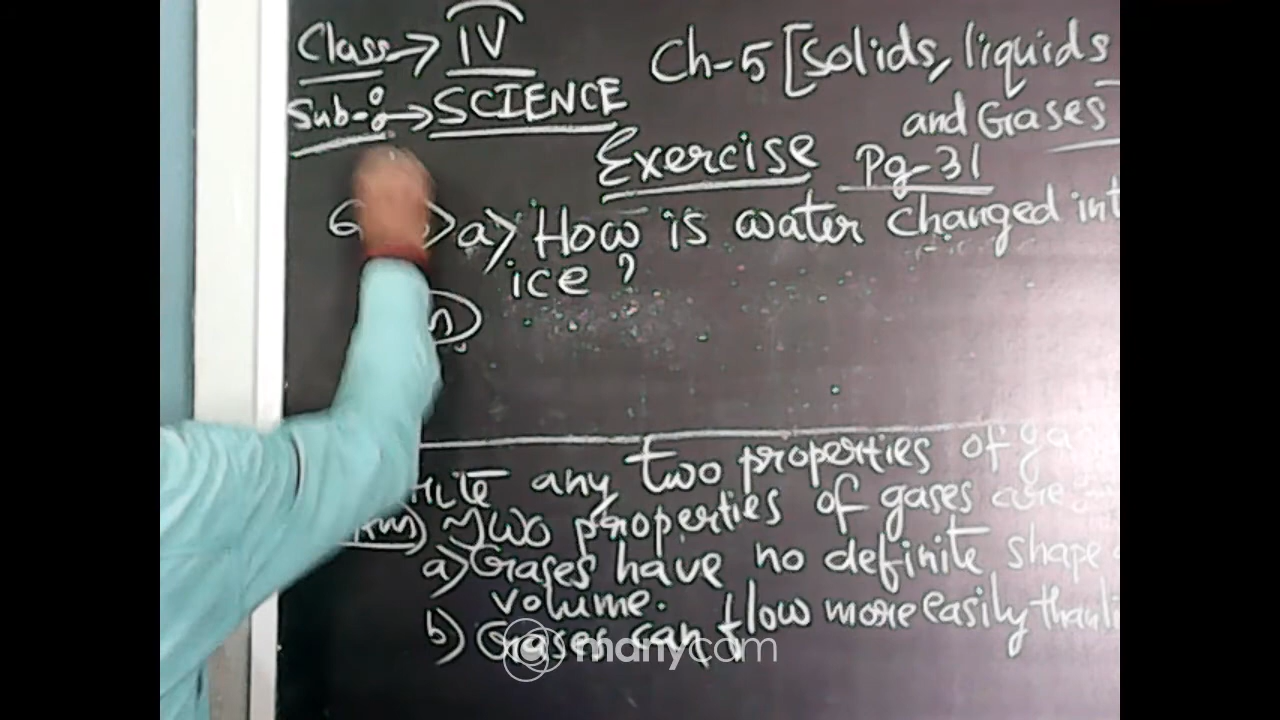 Class → IV
Ch-5 [Solids, liquids
Sub-: → SCIENCE
and Gases
Exercise Pg-31
a> How is water changed int
ice ?
any two properties of ga
Two properties of gases are
a) Gases have no definite shape
volume.
b) Gases can flow more easily than li
manycam